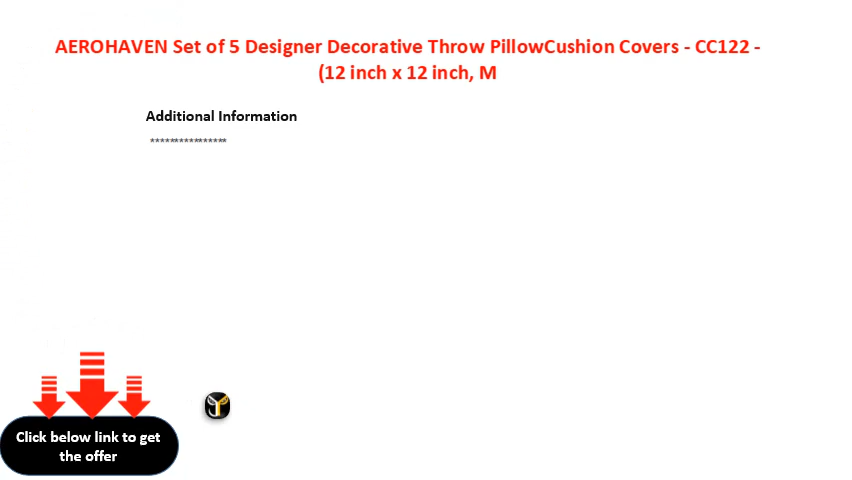 AEROHAVEN Set of 5 Designer Decorative Throw PillowCushion Covers - CC122 -
(12 inch x 12 inch, M
Additional Information
****************
Click below link to get
the offer